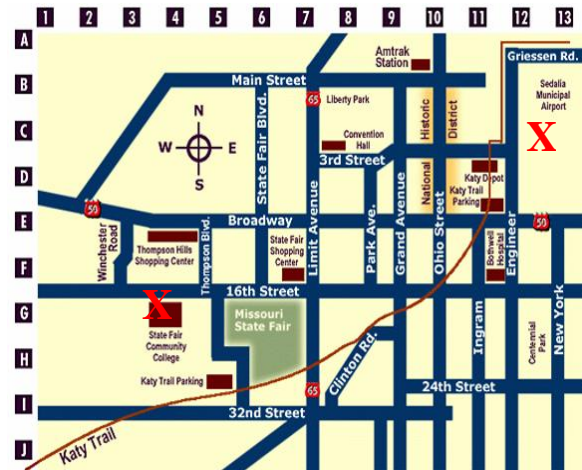 1 2 3 4 5 6 7 8 9 10 11 12 13
A
B
C
D
E
F
G
H
I
J
Amtrak
Station
Griessen Rd.
Main Street
Sedalia
Municipal
Airport
X
65
Liberty Park
State Fair Blvd.
Historic
District
National
N
W E
S
Convention
Hall
3rd Street
Katy Depot
Katy Trail
Parking
50
Broadway
50
Winchester
Road
Thompson Hills
Shopping Center
Thompson Blvd.
State Fair
Shopping
Center
Limit Avenue
Park Ave.
Grand Avenue
Ohio Street
Bothwell
Hospital
Engineer
16th Street
X
State Fair
Community
College
Missouri
State Fair
Ingram
Centennial
Park
New York
Clinton Rd.
Katy Trail Parking
65
24th Street
32nd Street
Katy Trail